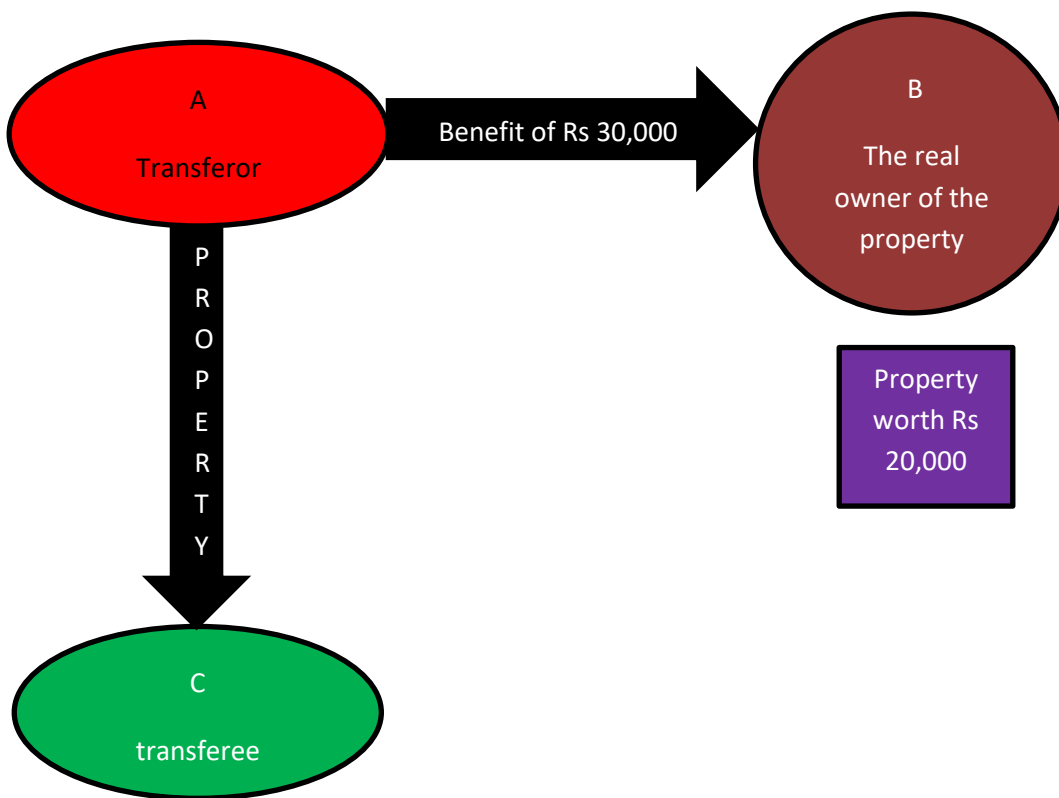 A
Transferor
Benefit of Rs 30,000
B
The real
owner of the
property
P
R
O
P
E
R
T
Y
Property
worth Rs
20,000
C
transferee